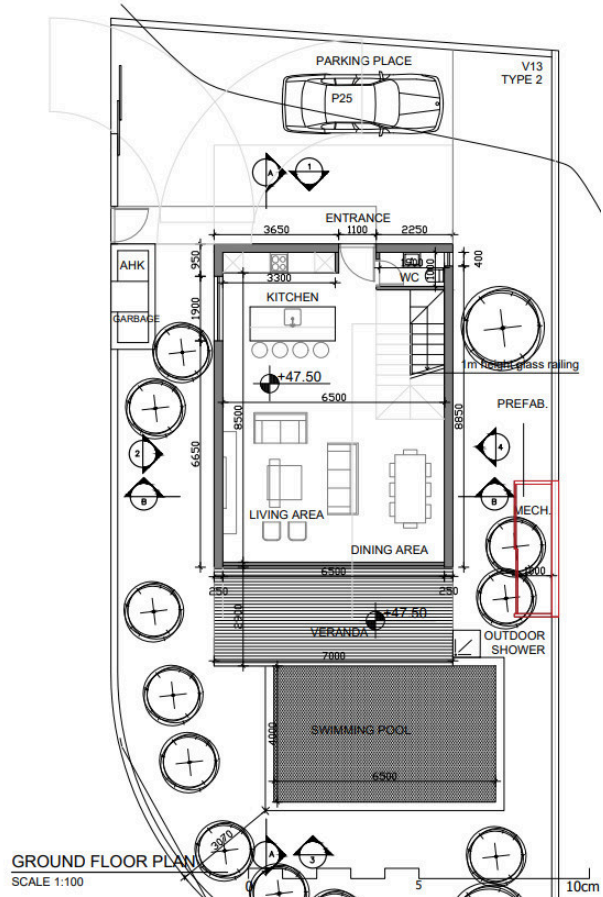 PARKING PLACE
V13
TYPE 2
P25
A
1
ENTRANCE
3650
1100
2250
950
400
AHK
1900
1000
WC
3300
1900
KITCHEN
GARBAGE
1m height glass railing
+47.50
6500
PREFAB.
8500
8850
6650
2
4
B
B
MECH.
LIVING AREA
DINING AREA
6500
250
250
2900
+47.50
VERANDA
OUTDOOR
SHOWER
7000
4000
SWIMMING POOL
6500
3070
GROUND FLOOR PLAN
A
3
SCALE 1:100
0
5
10cm